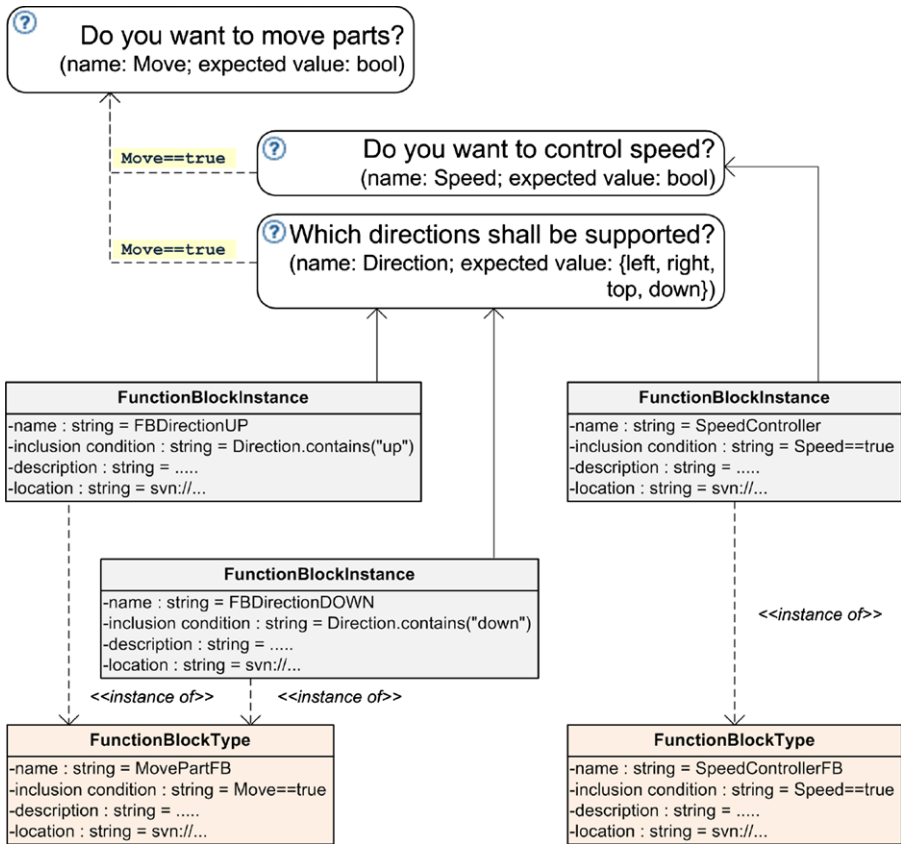 ?
Do you want to move parts?
(name: Move; expected value: bool)
Move==true
?
Do you want to control speed?
(name: Speed; expected value: bool)
Move==true
?
Which directions shall be supported?
(name: Direction; expected value: {left, right,
top, down})
FunctionBlockInstance
-name : string = FBDirectionUP
-inclusion condition : string = Direction.contains("up")
-description : string = .....
-location : string = svn://...
FunctionBlockInstance
-name : string = SpeedController
-inclusion condition : string = Speed==true
-description : string = .....
-location : string = svn://...
FunctionBlockInstance
-name : string = FBDirectionDOWN
-inclusion condition : string = Direction.contains("down")
-description : string = .....
-location : string = svn://...
<<instance of>>
<<instance of>>
<<instance of>>
FunctionBlockType
-name : string = MovePartFB
-inclusion condition : string = Move==true
-description : string = .....
-location : string = svn://...
FunctionBlockType
-name : string = SpeedControllerFB
-inclusion condition : string = Speed==true
-description : string = .....
-location : string = svn://...